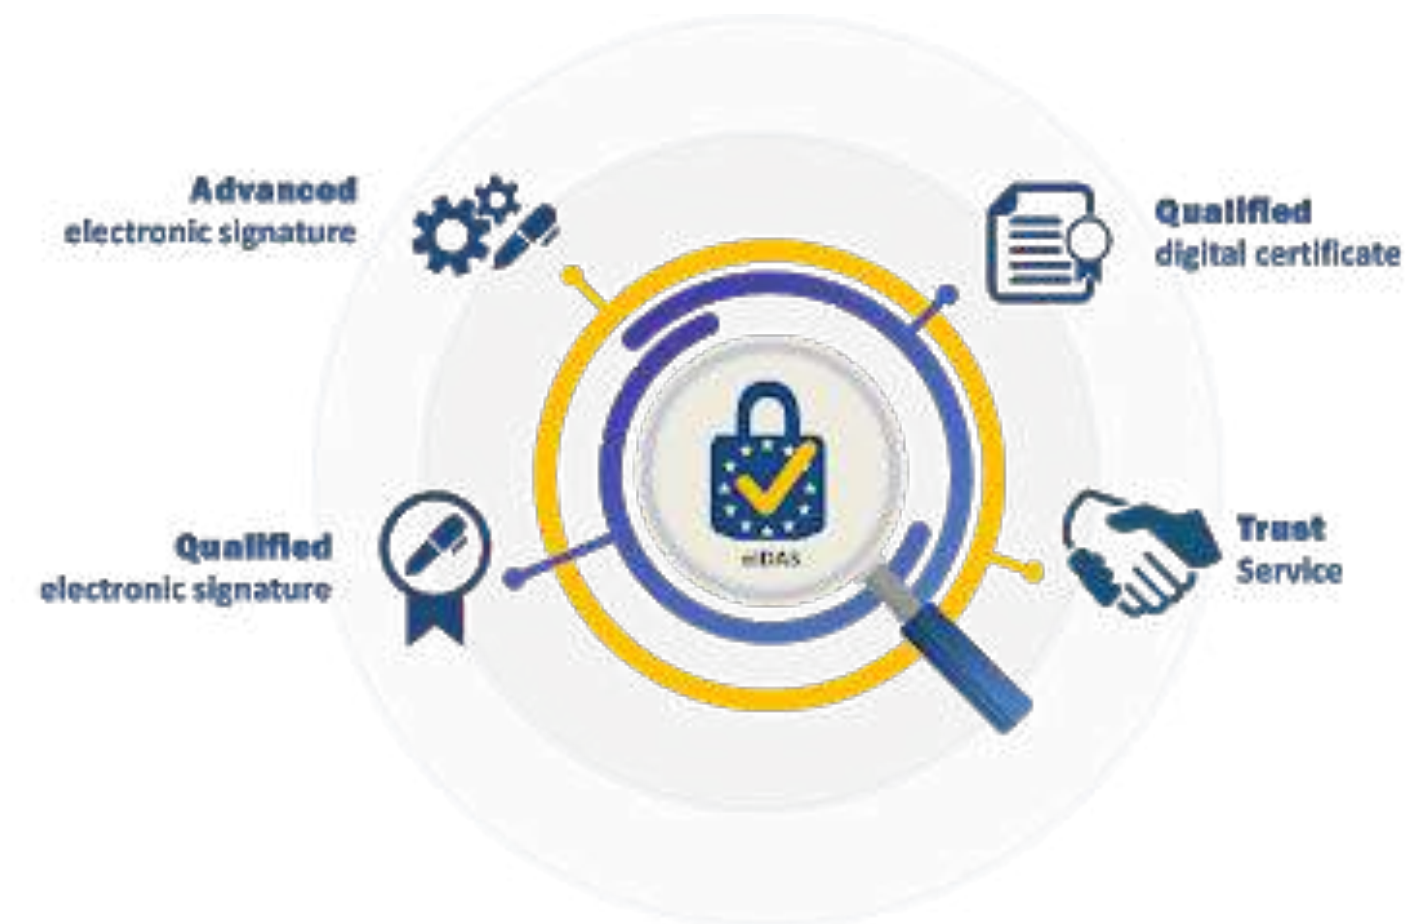 Advanced
electronic signature
Qualified
digital certificate
eIDAS
Qualified
electronic signature
Trust
Service